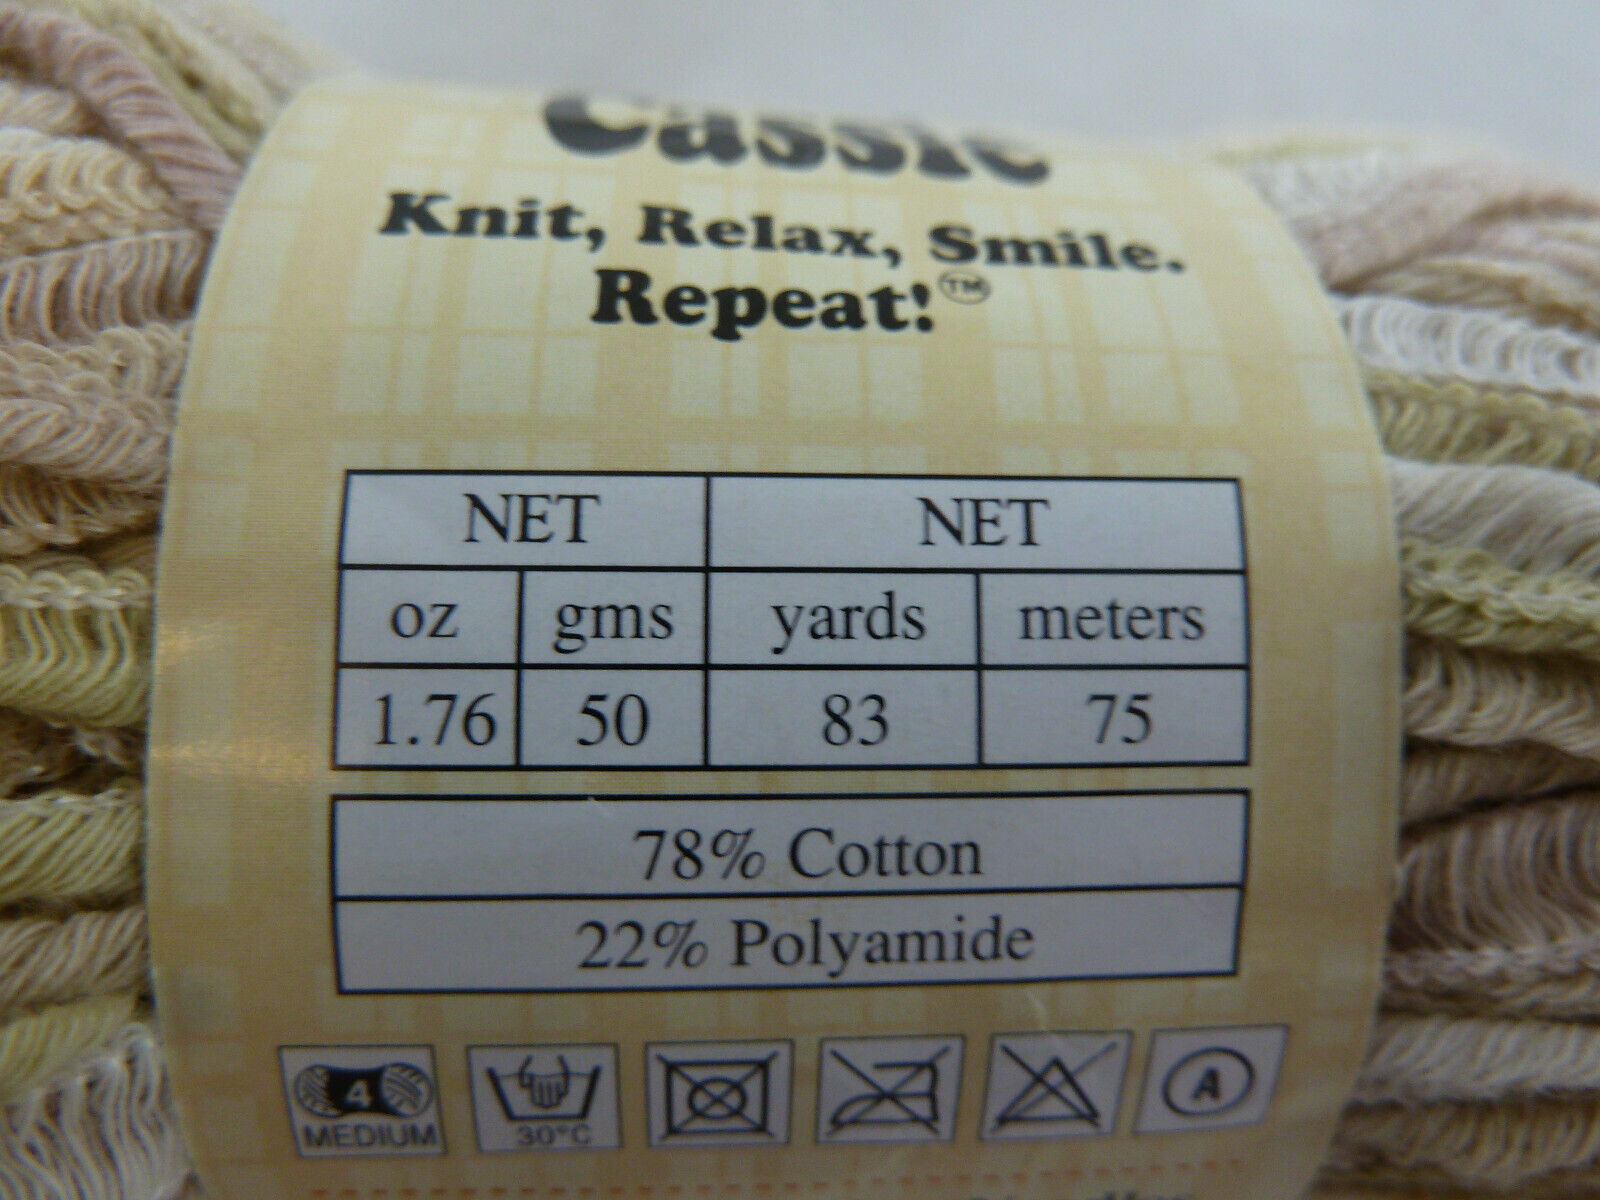 Cassie
Knit, Relax, Smile.
Repeat!™
NET NET
oz gms yards meters
1.76 50 83 75
78% Cotton
22% Polyamide
4
MEDIUM 30°C A